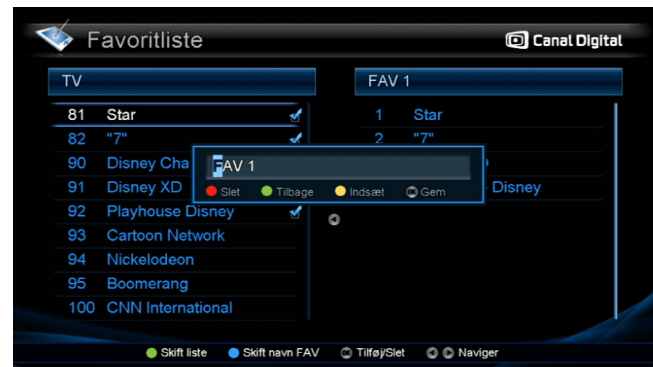 Favoritliste
Canal Digital
TV
81 Star
82 "7"
90 Disney Cha
91 Disney XD
92 Playhouse Disney
93 Cartoon Network
94 Nickelodeon
95 Boomerang
100 CNN International
FAV 1
1 Star
2 "7"
Disney
FAV 1
Slet Tilbage Indsæt OK Gem
Skift liste Skift navn FAV OK Tilføj/Slet Naviger